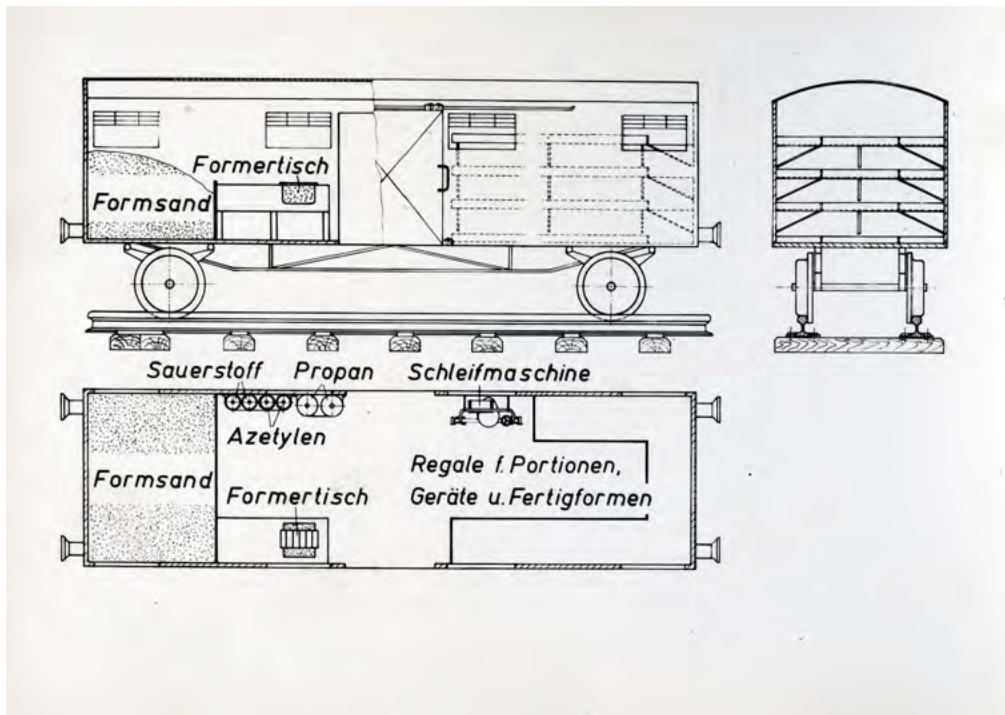 Formertisch
Formsand
Sauerstoff Propan Schleifmaschine
Azetylen
Formsand
Formertisch
Regale f. Portionen,
Geräte u. Fertigformen